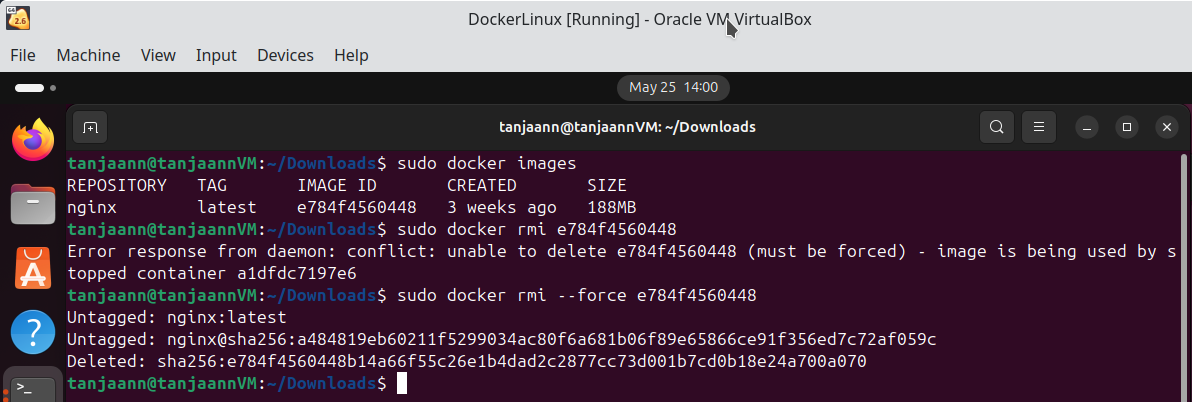 DockerLinux [Running] - Oracle VM VirtualBox
File Machine View Input Devices Help
May 25 14:00
tanjaann@tanjaannVM: ~/Downloads
tanjaann@tanjaannVM:~/Downloads$ sudo docker images
REPOSITORY TAG IMAGE ID CREATED SIZE
nginx latest e784f4560448 3 weeks ago 188MB
tanjaann@tanjaannVM:~/Downloads$ sudo docker rmi e784f4560448
Error response from daemon: conflict: unable to delete e784f4560448 (must be forced) - image is being used by s
topped container a1dfdc7197e6
tanjaann@tanjaannVM:~/Downloads$ sudo docker rmi --force e784f4560448
Untagged: nginx:latest
Untagged: nginx@sha256:a484819eb60211f5299034ac80f6a681b06f89e65866ce91f356ed7c72af059c
Deleted: sha256:e784f4560448b14a66f55c26e1b4dad2c2877cc73d001b7cd0b18e24a700a070
tanjaann@tanjaannVM:~/Downloads$